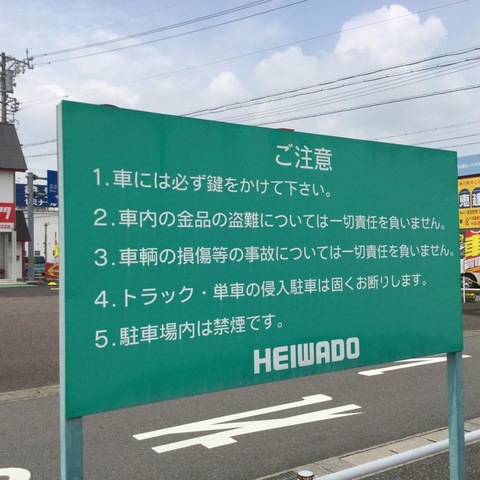 ご注意
1.車には必ず鍵をかけて下さい。
2.車内の金品の盗難については一切責任を負いません。
3.車輌の損傷等の事故については一切責任を負いません。
4.トラック・単車の侵入駐車は固くお断りします。
5.駐車場内は禁煙です。
HEIWADO